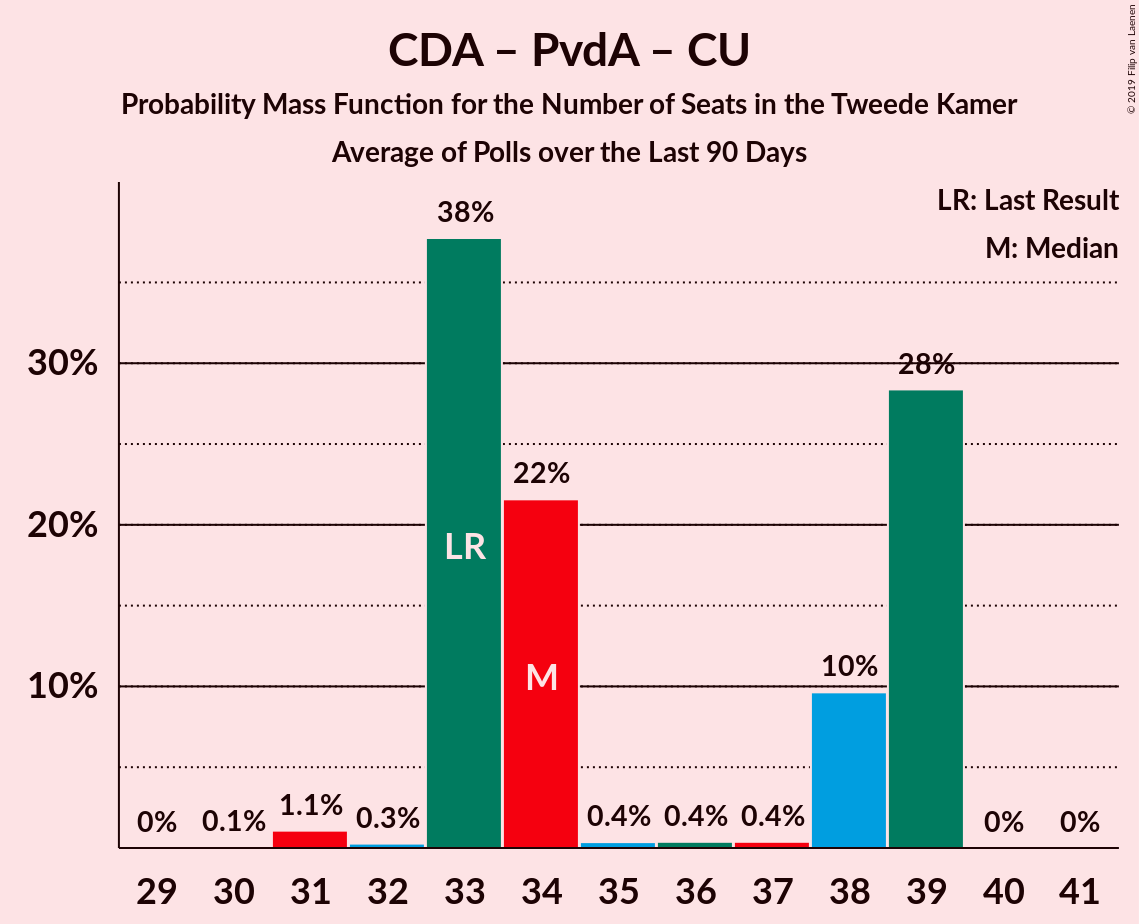 CDA – PvdA – CU
Probability Mass Function for the Number of Seats in the Tweede Kamer
Average of Polls over the Last 90 Days
© 2019 Filip van Laenen
LR: Last Result
M: Median
38%
30%
28%
22%
20%
LR
M
10%
10%
0%
0.1%
1.1%
0.3%
0.4%
0.4%
0.4%
0%
0%
29 30 31 32 33 34 35 36 37 38 39 40 41